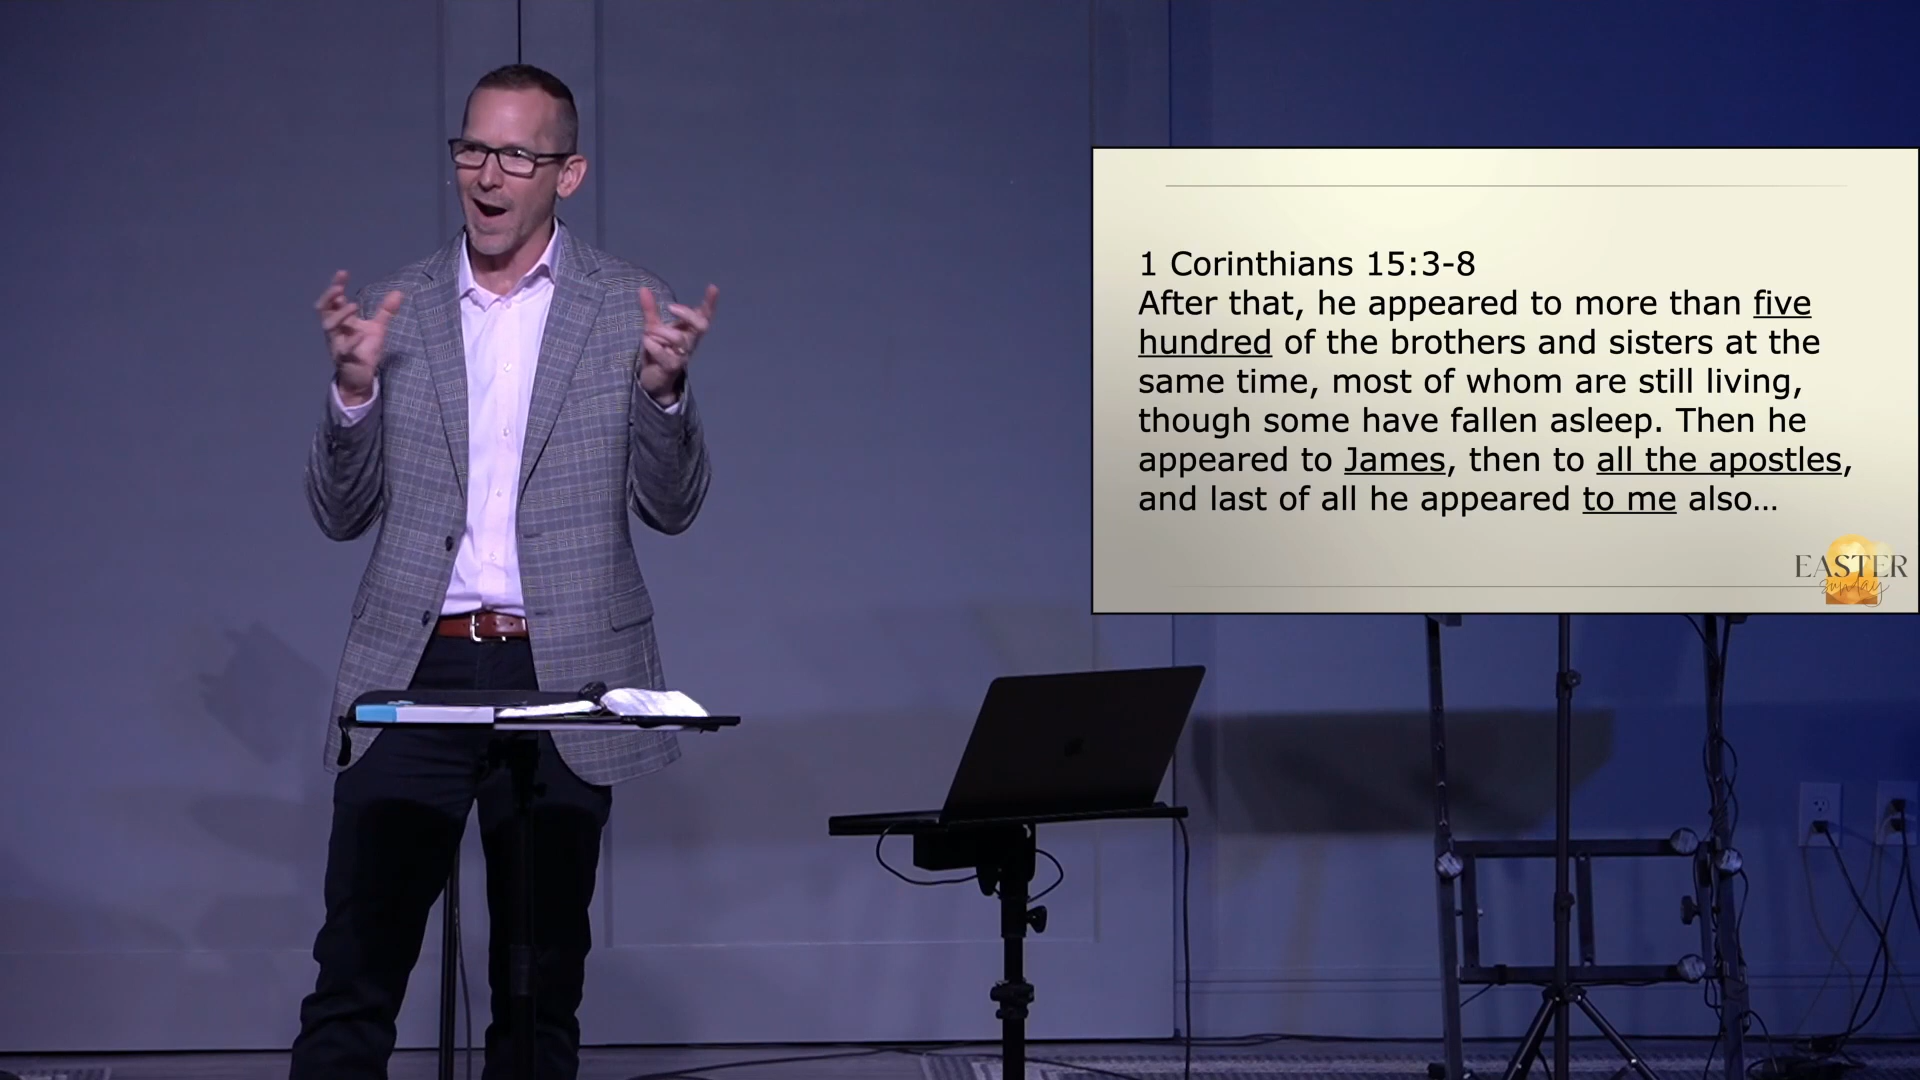 1 Corinthians 15:3-8
After that, he appeared to more than five
hundred of the brothers and sisters at the
same time, most of whom are still living,
though some have fallen asleep. Then he
appeared to James, then to all the apostles,
and last of all he appeared to me also…
EASTER
sunday